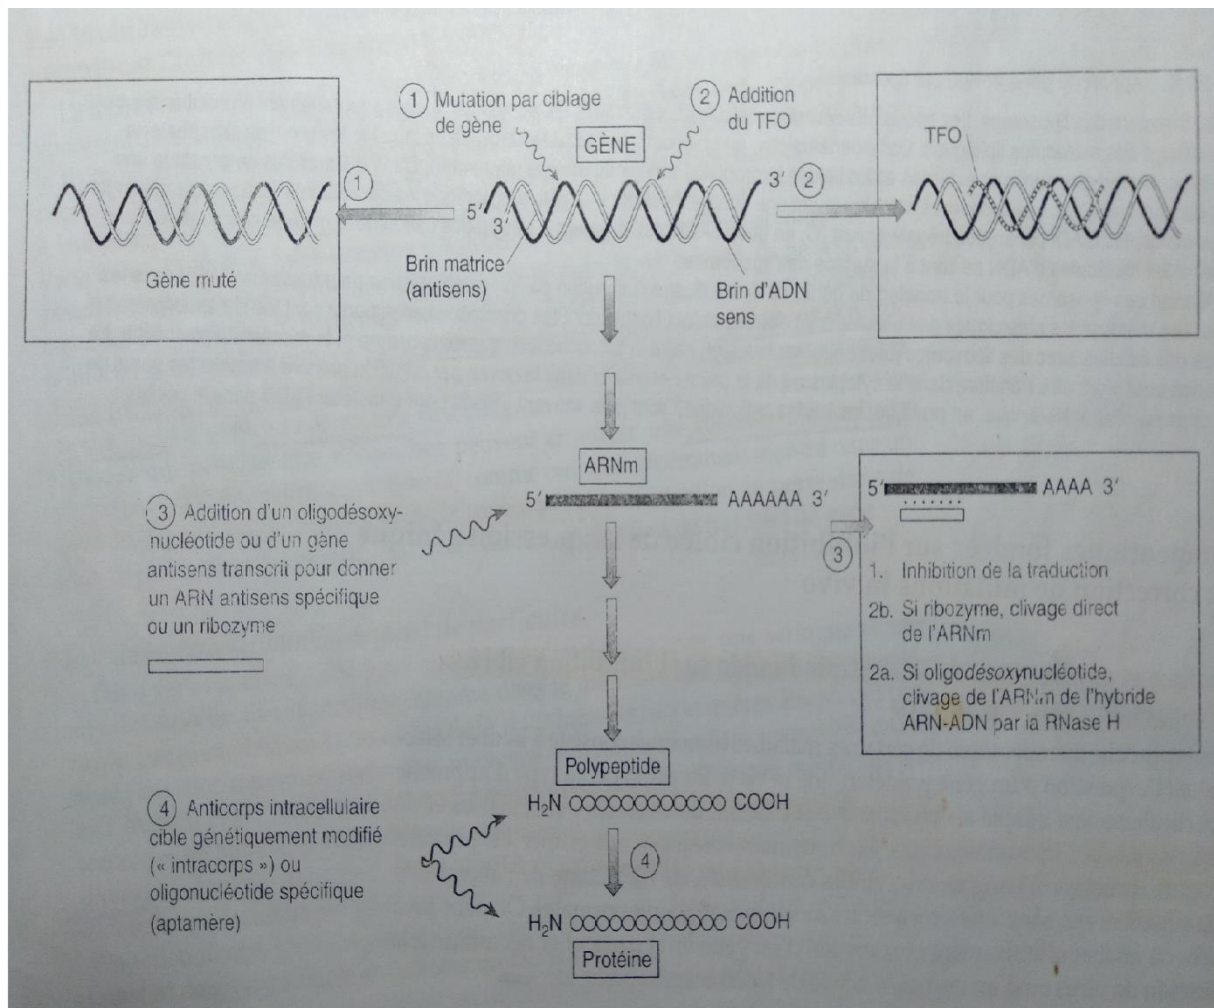 ① Mutation par ciblage
de gène
② Addition
du TFO
GÈNE
TFO
①
5′
3′
3′
②
Gène muté
Brin matrice
(antisens)
Brin d'ADN
sens
ARNm
5′ AAAAAA 3′
③ Addition d'un oligodésoxy-
nucléotide ou d'un gène
antisens transcrit pour donner
un ARN antisens spécifique
ou un ribozyme
③
5′ AAAA 3′
1. Inhibition de la traduction
2b. Si ribozyme, clivage direct
de l'ARNm
2a. Si oligodésoxynucléotide,
clivage de l'ARNm de l'hybride
ARN-ADN par la RNase H
Polypeptide
H₂N COOH
④ Anticorps intracellulaire
cible génétiquement modifié
(« intracorps ») ou
oligonucléotide spécifique
(aptamère)
④
H₂N COOH
Protéine